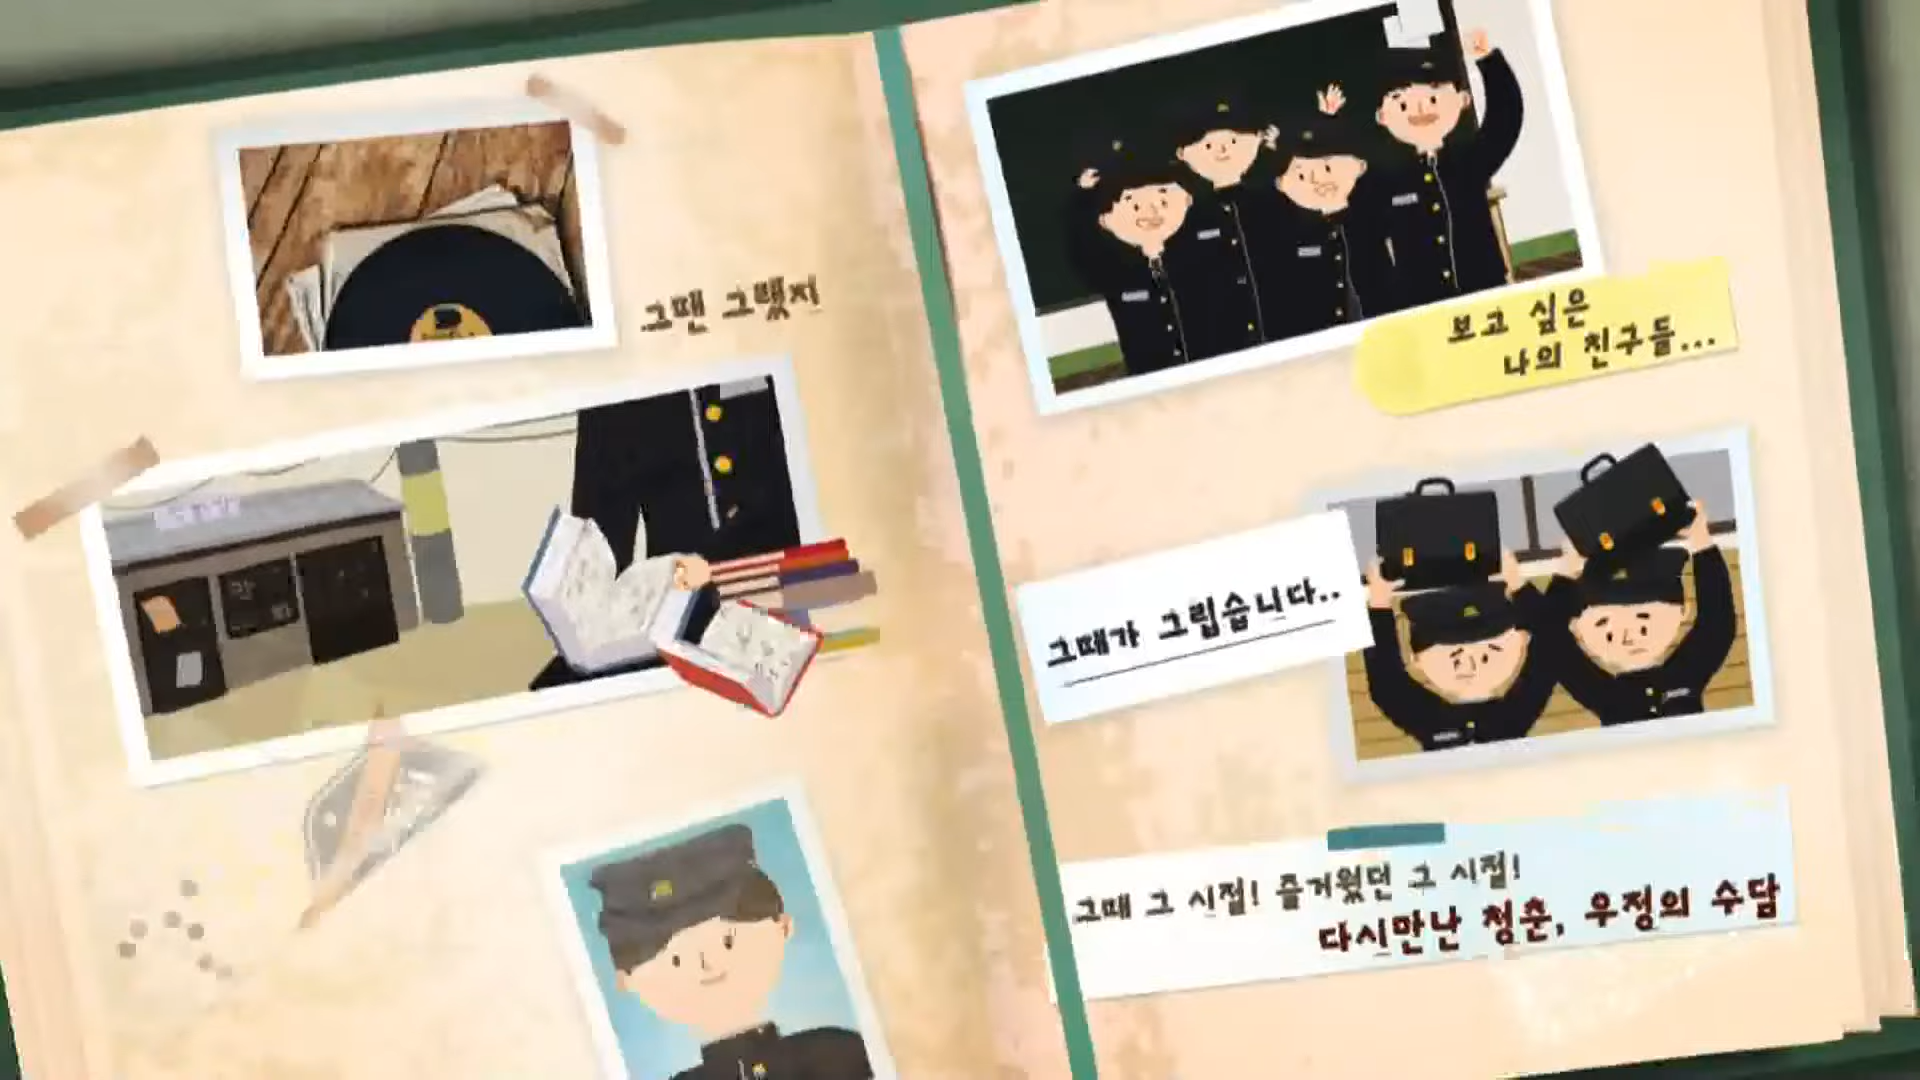 그땐 그랬지
보고 싶은
나의 친구들...
그때가 그립습니다..
그때 그 시절! 즐거웠던 그 시절!
다시만난 청춘, 우정의 수담